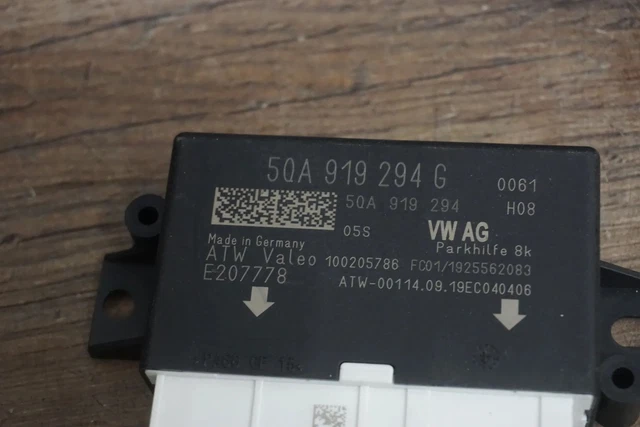 5QA 919 294 G
0061
5QA 919 294
H08
05S
VW AG
Parkhilfe 8k
Made in Germany
ATW Valeo 100205786 FC01/1925562083
E207778
ATW-00114.09.19EC040406